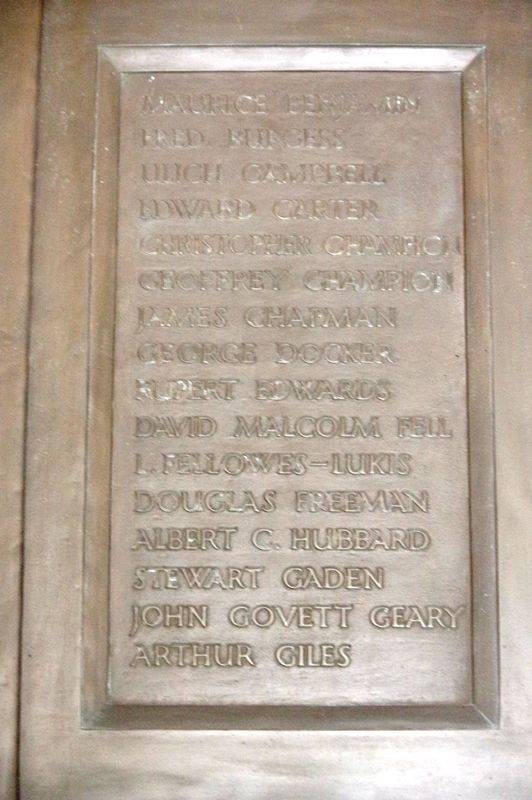 MAURICE BENJAMIN
FRED. BURGESS
CAMPBELL
EDWARD CARTER
CHRISTOPHER CHAMPION
GEOFFREY CHAMPION
JAMES CHAPMAN
GEORGE DOCKER
RUPERT EDWARDS
DAVID MALCOLM FELL
L. FELLOWES-LUKIS
DOUGLAS FREEMAN
ALBERT C. HUBBARD
STEWART GADEN
JOHN GOVETT GEARY
ARTHUR GILES